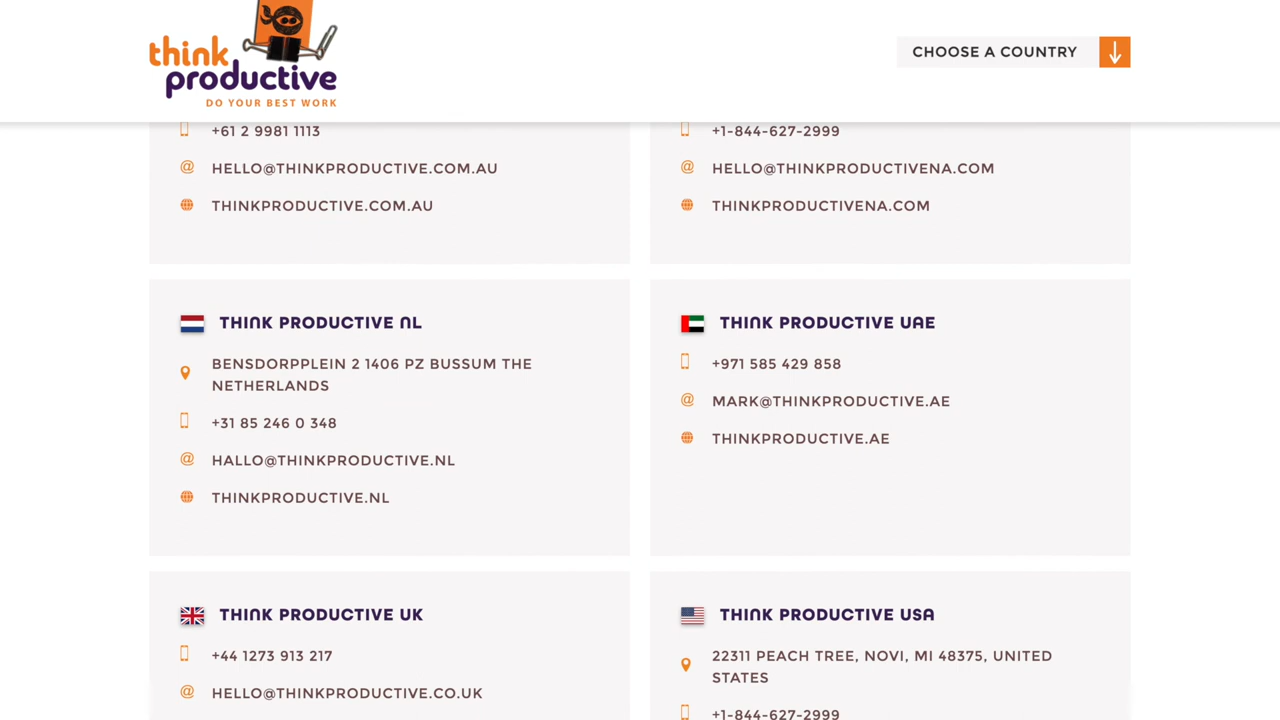 think
productive
DO YOUR BEST WORK
CHOOSE A COUNTRY
+61 2 9981 1113
HELLO@THINKPRODUCTIVE.COM.AU
THINKPRODUCTIVE.COM.AU
+1-844-627-2999
HELLO@THINKPRODUCTIVENA.COM
THINKPRODUCTIVENA.COM
THINK PRODUCTIVE NL
BENSDORPPLEIN 2 1406 PZ BUSSUM THE
NETHERLANDS
+31 85 246 0 348
HALLO@THINKPRODUCTIVE.NL
THINKPRODUCTIVE.NL
THINK PRODUCTIVE UAE
+971 585 429 858
MARK@THINKPRODUCTIVE.AE
THINKPRODUCTIVE.AE
THINK PRODUCTIVE UK
+44 1273 913 217
HELLO@THINKPRODUCTIVE.CO.UK
THINK PRODUCTIVE USA
22311 PEACH TREE, NOVI, MI 48375, UNITED
STATES
+1-844-627-2999